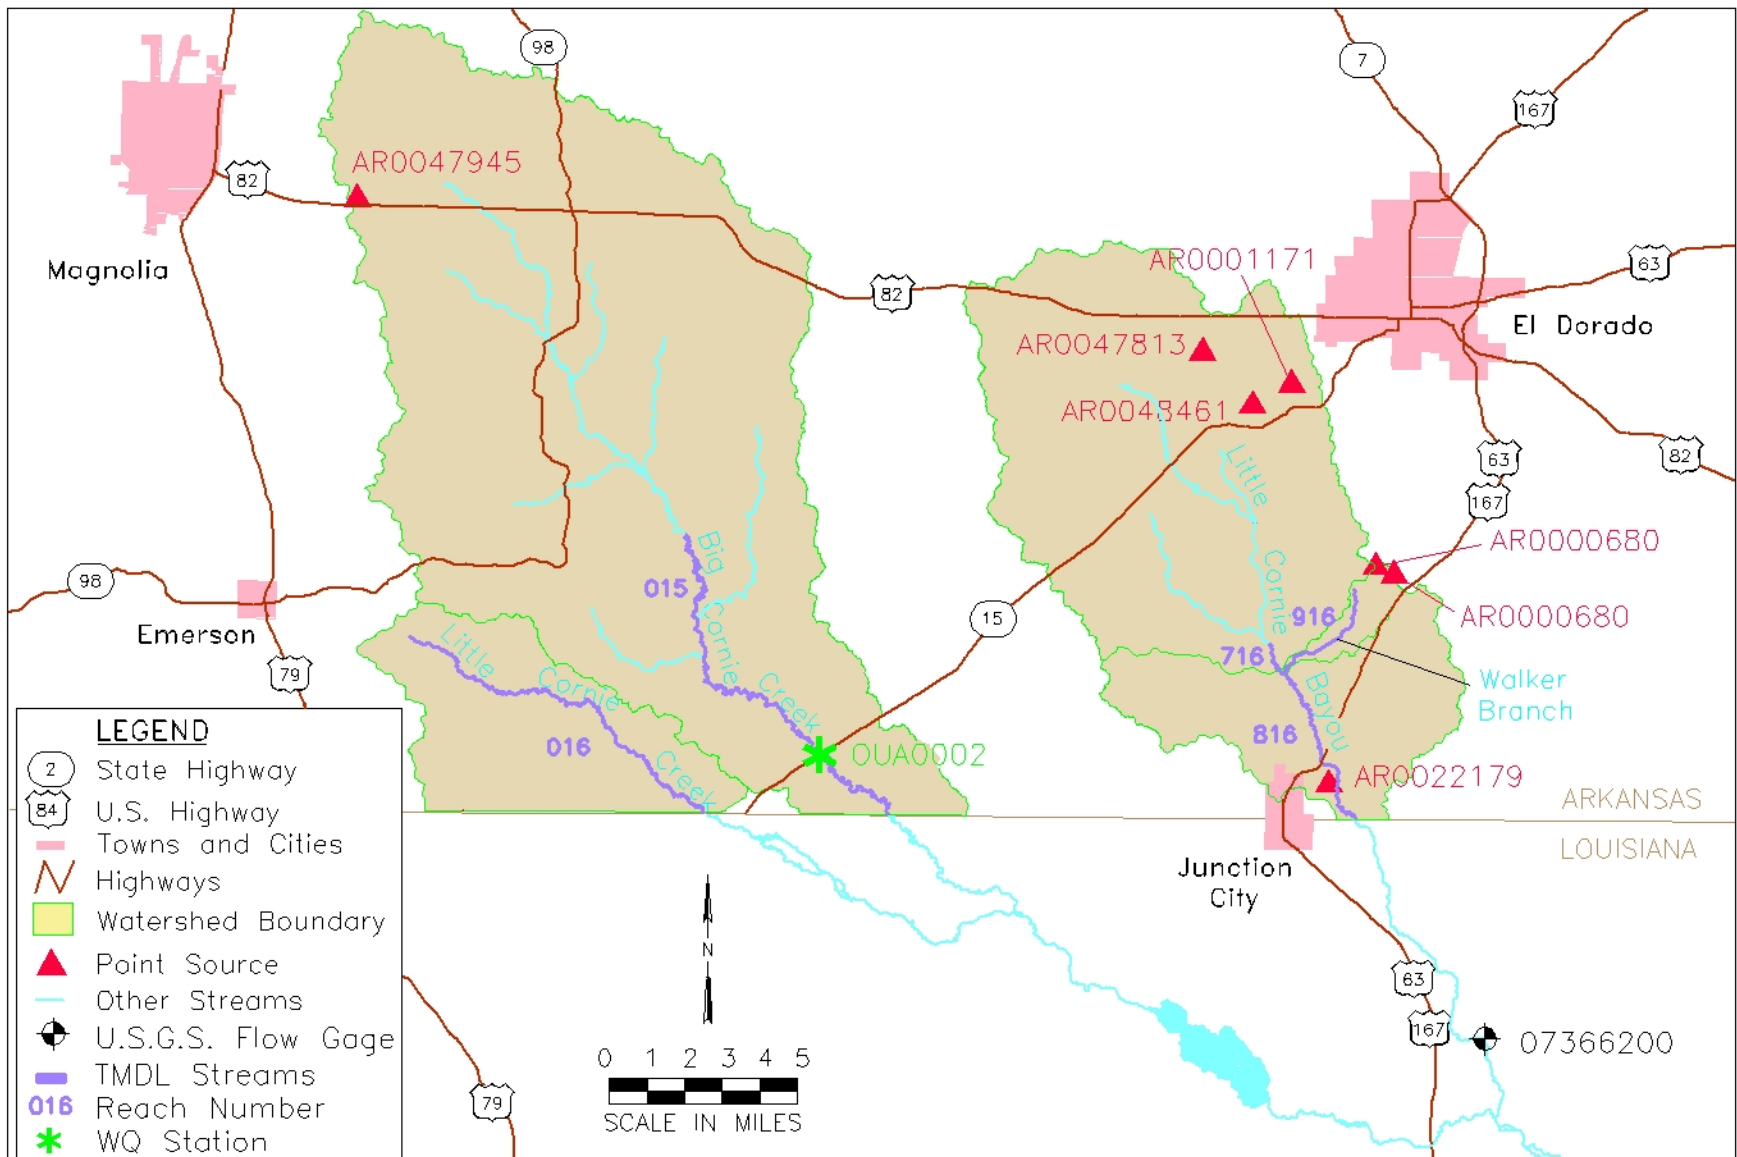 98
7
167
AR0047945
82
Magnolia
AR0001171
63
82
El Dorado
AR0047813
AR0048461
82
63
Little
167
Big
AR0000680
Cornie
98
015
Cornie
15
916
AR0000680
Emerson
Little
Cornie
716
79
Walker
Branch
Creek
Bayou
016
816
Creek
OUA0002
AR0022179
ARKANSAS
LOUISIANA
Junction
City
N
63
167
07366200
79
0 1 2 3 4 5
SCALE IN MILES
LEGEND
2 State Highway
84 U.S. Highway
Towns and Cities
Highways
Watershed Boundary
Point Source
Other Streams
U.S.G.S. Flow Gage
TMDL Streams
016 Reach Number
WQ Station